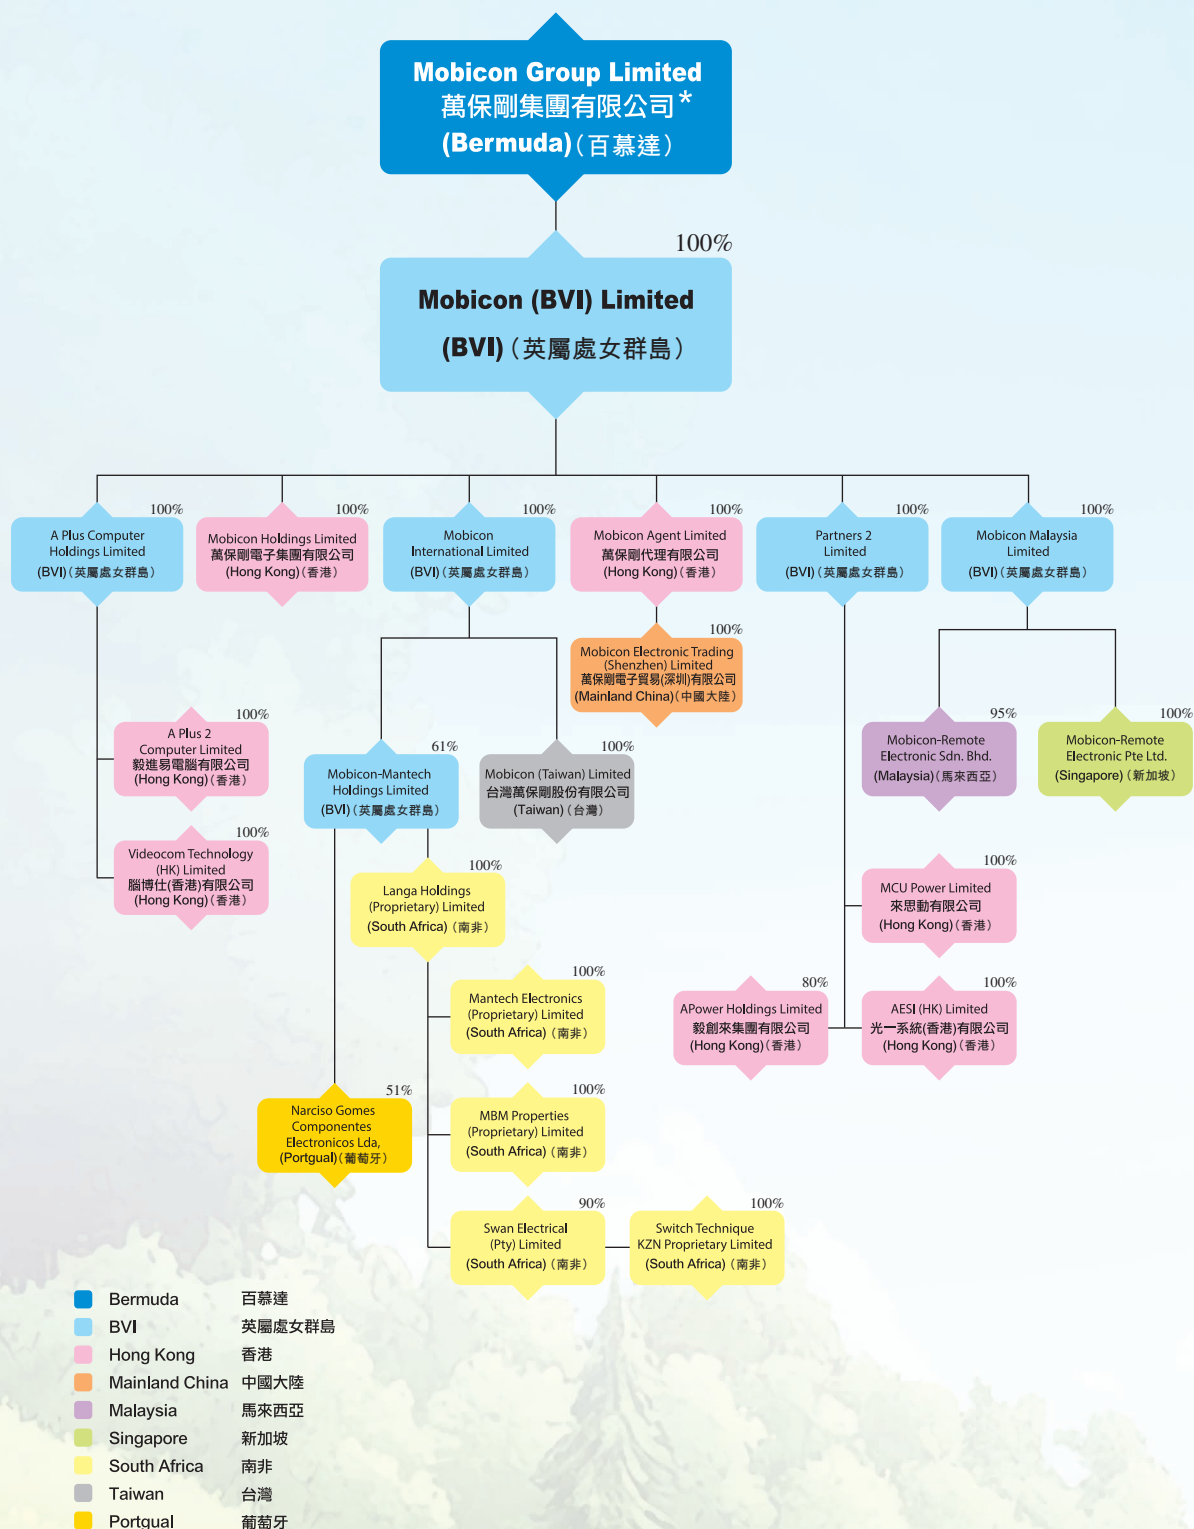 Mobicon Group Limited
萬保剛集團有限公司*
(Bermuda)(百慕達)
100%
Mobicon (BVI) Limited
(BVI)(英屬處女群島)
100%
A Plus Computer
Holdings Limited
(BVI)(英屬處女群島)
100%
Mobicon Holdings Limited
萬保剛電子集團有限公司
(Hong Kong)(香港)
100%
Mobicon
International Limited
(BVI)(英屬處女群島)
100%
Mobicon Agent Limited
萬保剛代理有限公司
(Hong Kong)(香港)
100%
Partners 2
Limited
(BVI)(英屬處女群島)
100%
Mobicon Malaysia
Limited
(BVI)(英屬處女群島)
100%
Mobicon Electronic Trading
(Shenzhen) Limited
萬保剛電子貿易(深圳)有限公司
(Mainland China)(中國大陸)
100%
A Plus 2
Computer Limited
毅進易電腦有限公司
(Hong Kong)(香港)
61%
Mobicon-Mantech
Holdings Limited
(BVI)(英屬處女群島)
100%
Mobicon (Taiwan) Limited
台灣萬保剛股份有限公司
(Taiwan)(台灣)
95%
Mobicon-Remote
Electronic Sdn. Bhd.
(Malaysia)(馬來西亞)
100%
Mobicon-Remote
Electronic Pte Ltd.
(Singapore)(新加坡)
100%
Videocom Technology
(HK) Limited
腦博仕(香港)有限公司
(Hong Kong)(香港)
100%
Langa Holdings
(Proprietary) Limited
(South Africa)(南非)
100%
MCU Power Limited
來思動有限公司
(Hong Kong)(香港)
100%
Mantech Electronics
(Proprietary) Limited
(South Africa)(南非)
80%
APower Holdings Limited
毅創來集團有限公司
(Hong Kong)(香港)
100%
AESI (HK) Limited
光一系統(香港)有限公司
(Hong Kong)(香港)
51%
Narciso Gomes
Componentes
Electronicos Lda,
(Portgual)(葡萄牙)
100%
MBM Properties
(Proprietary) Limited
(South Africa)(南非)
90%
Swan Electrical
(Pty) Limited
(South Africa)(南非)
100%
Switch Technique
KZN Proprietary Limited
(South Africa)(南非)
Bermuda 百慕達
BVI 英屬處女群島
Hong Kong 香港
Mainland China 中國大陸
Malaysia 馬來西亞
Singapore 新加坡
South Africa 南非
Taiwan 台灣
Portgual 葡萄牙